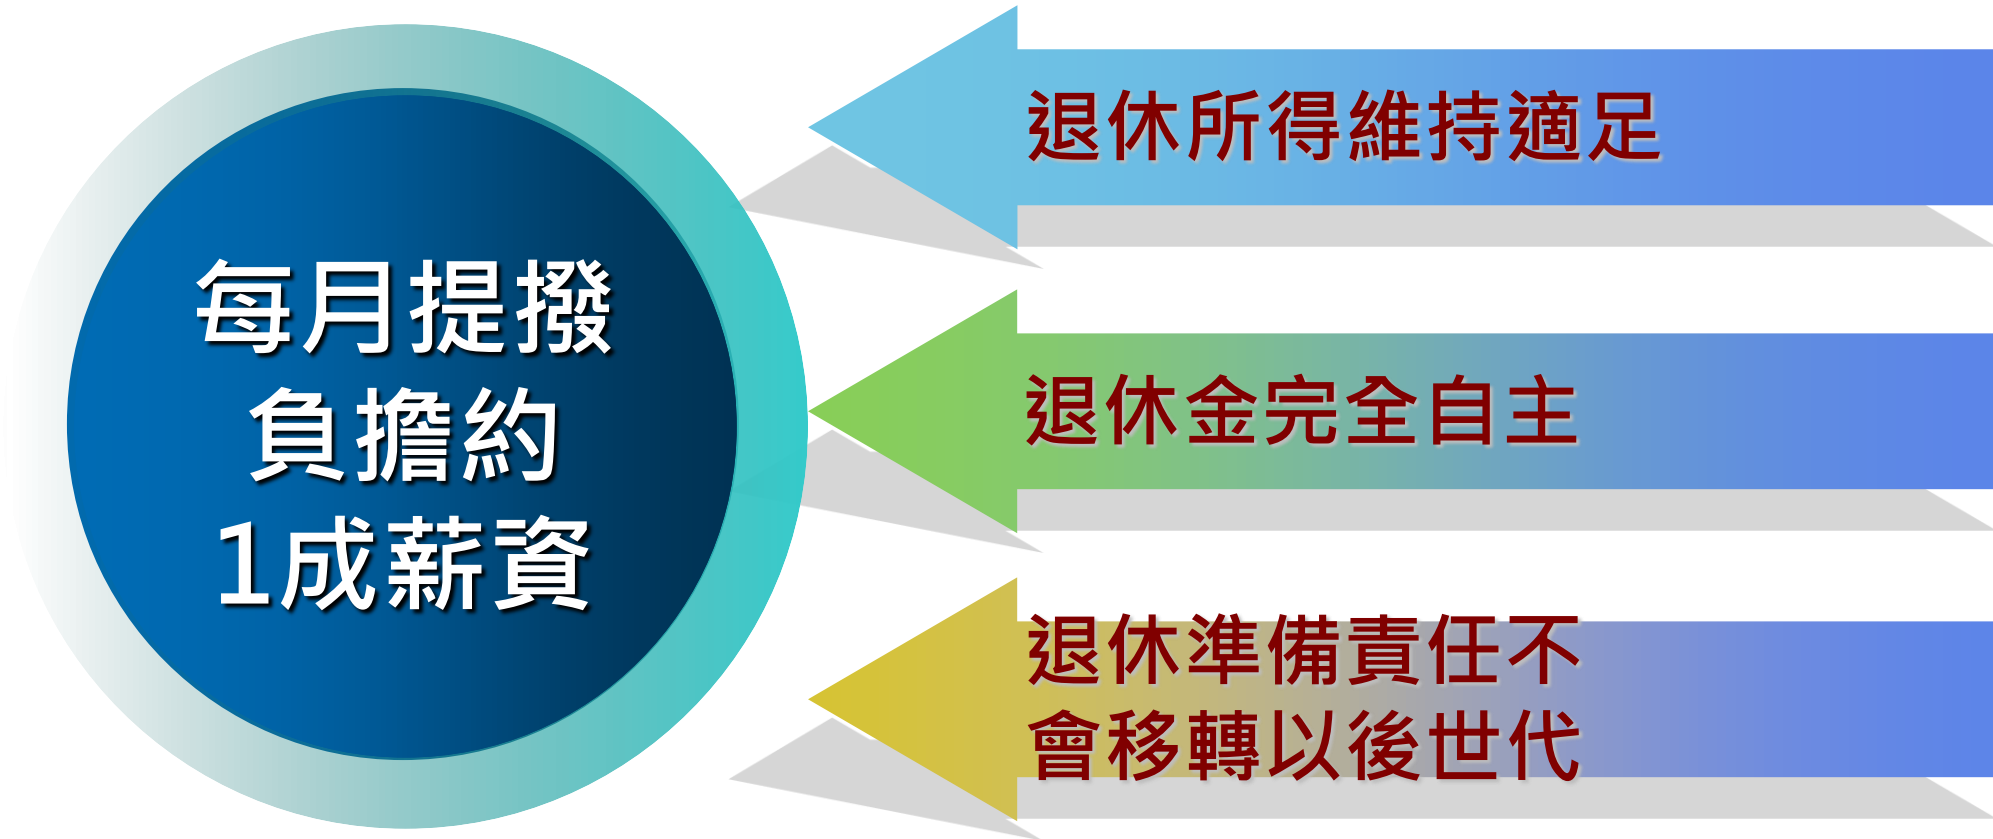 每月提撥
負擔約
1成薪資
退休所得維持適足
退休金完全自主
退休準備責任不
會移轉以後世代